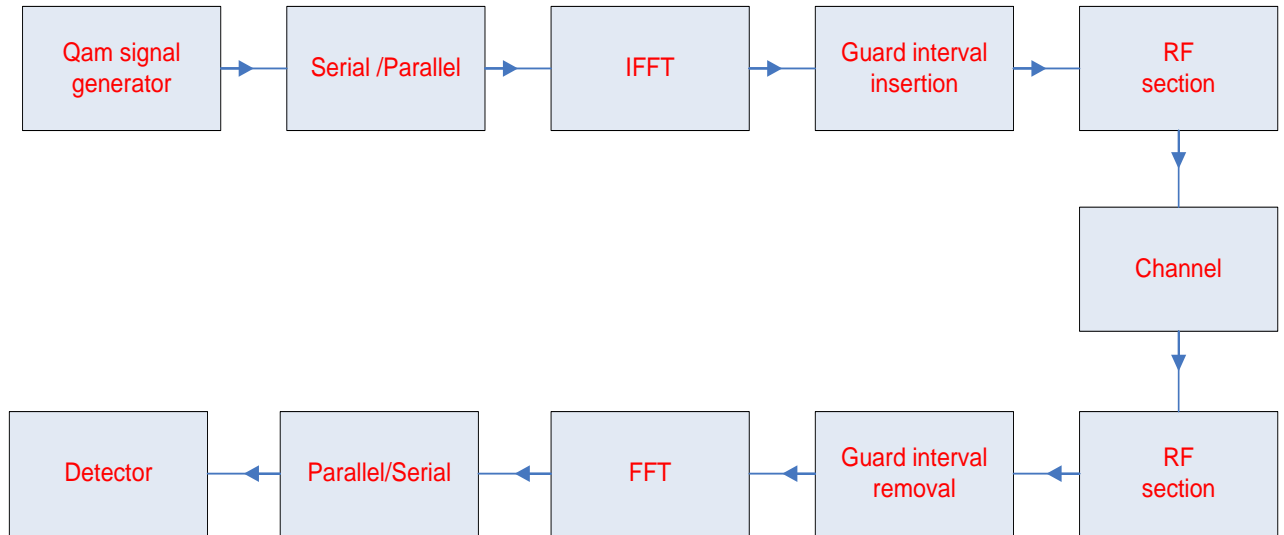 Qam signal
generator
Serial /Parallel
IFFT
Guard interval
insertion
RF
section
Channel
Detector
Parallel/Serial
FFT
Guard interval
removal
RF
section